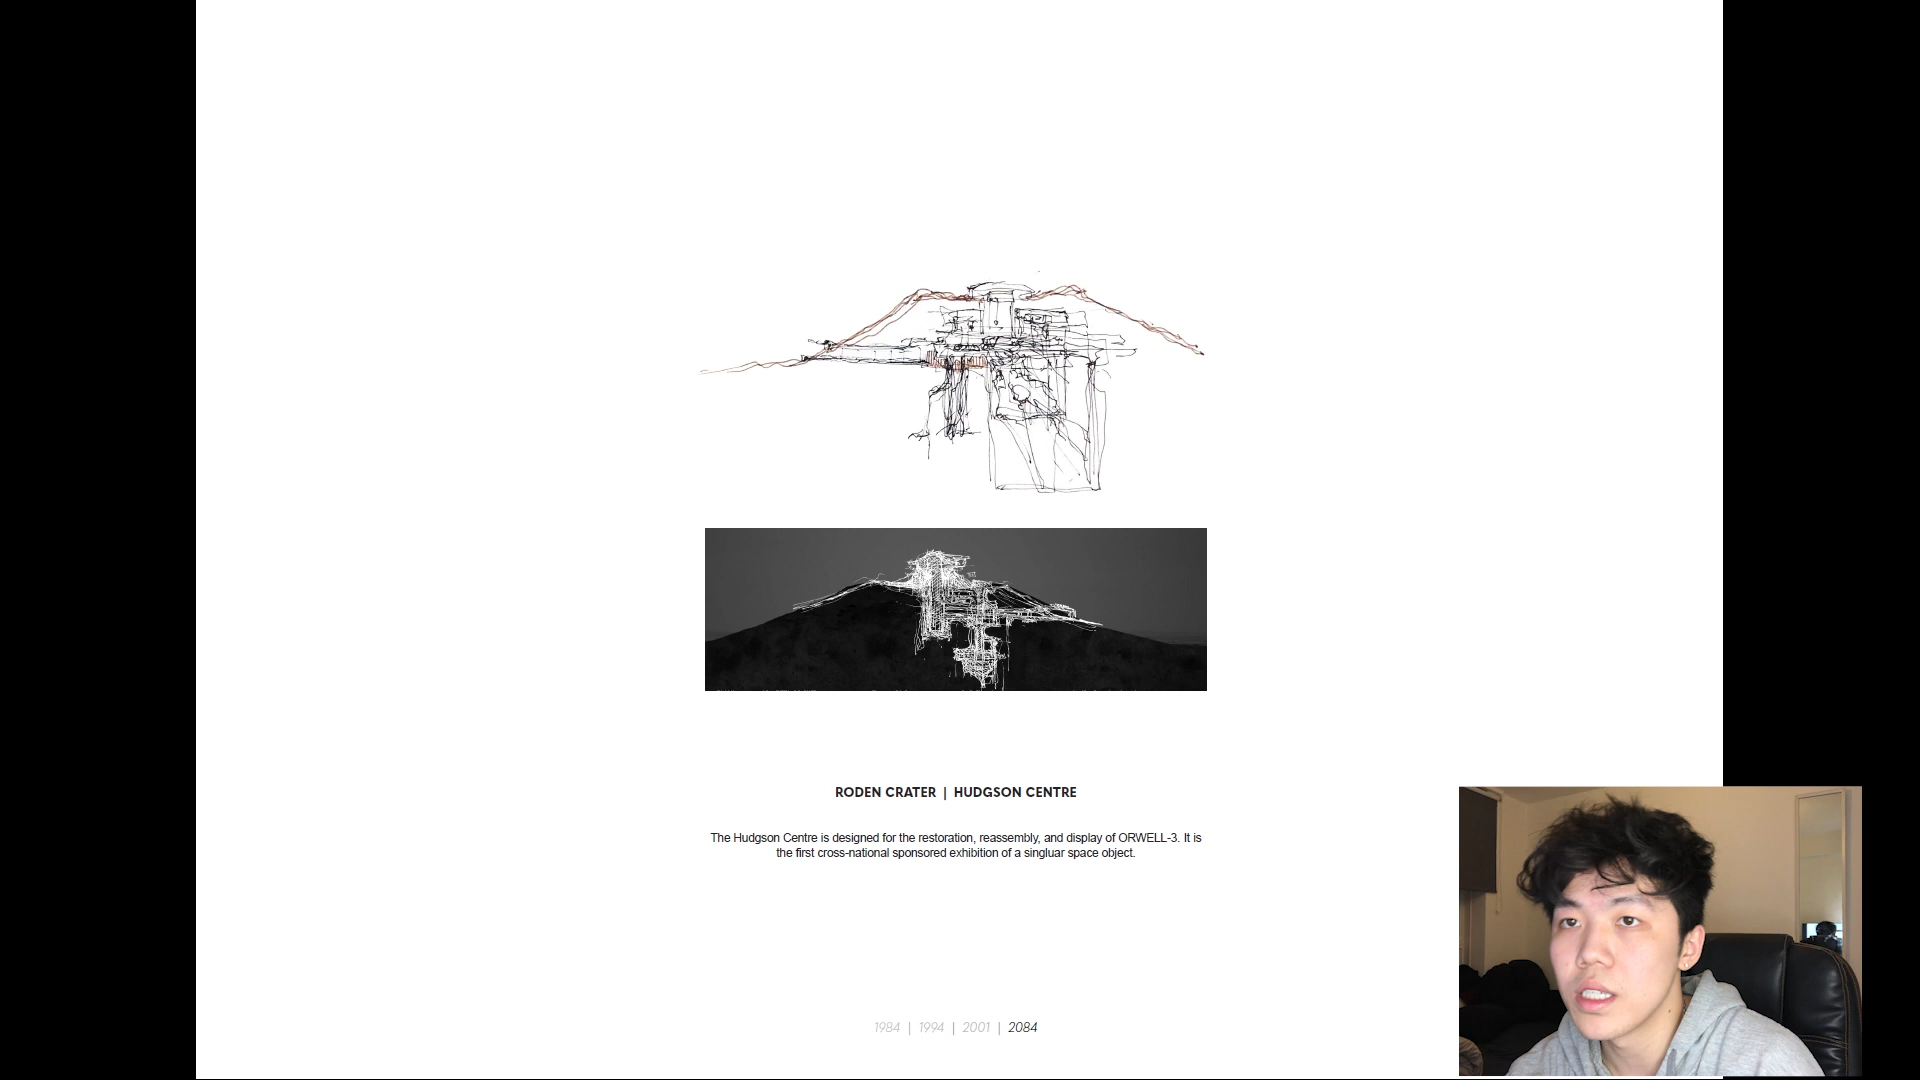 RODEN CRATER | HUDGSON CENTRE
The Hudgson Centre is designed for the restoration, reassembly, and display of ORWELL-3. It is
the first cross-national sponsored exhibition of a singluar space object.
1984 | 1994 | 2001 | 2084